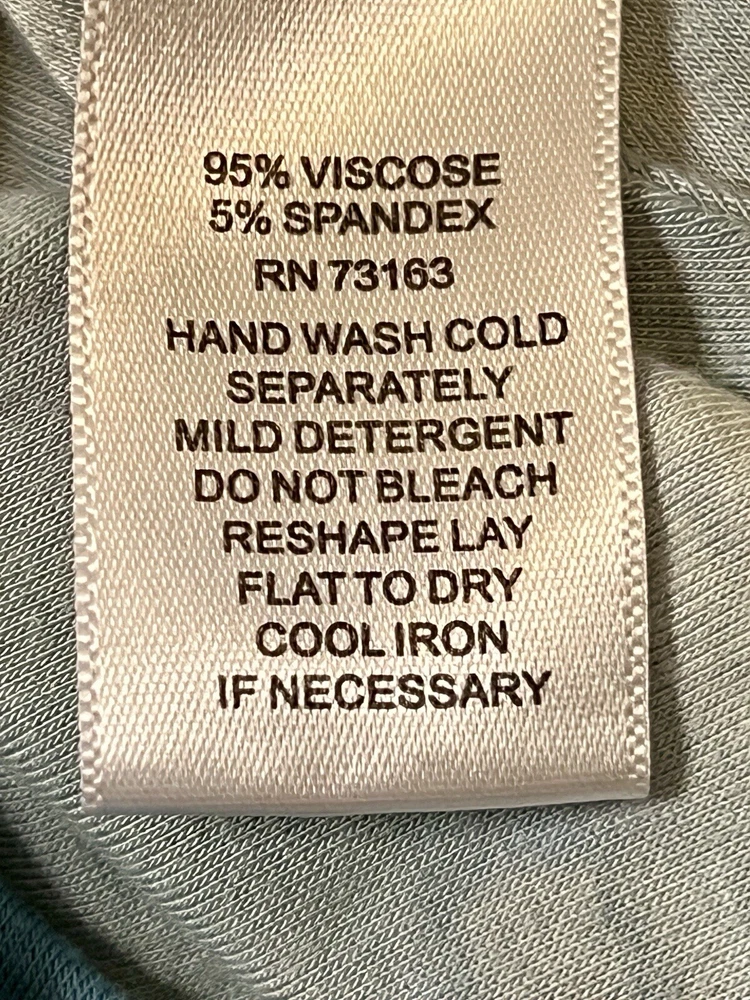 95% VISCOSE
5% SPANDEX
RN 73163
HAND WASH COLD
SEPARATELY
MILD DETERGENT
DO NOT BLEACH
RESHAPE LAY
FLAT TO DRY
COOL IRON
IF NECESSARY